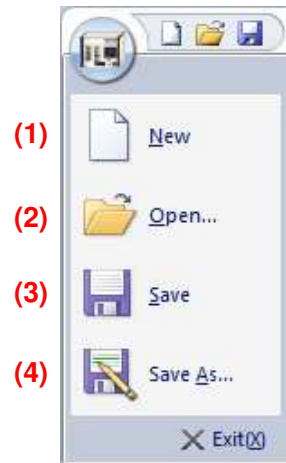 (1) New
(2) Open...
(3) Save
(4) Save As...
Exit(X)